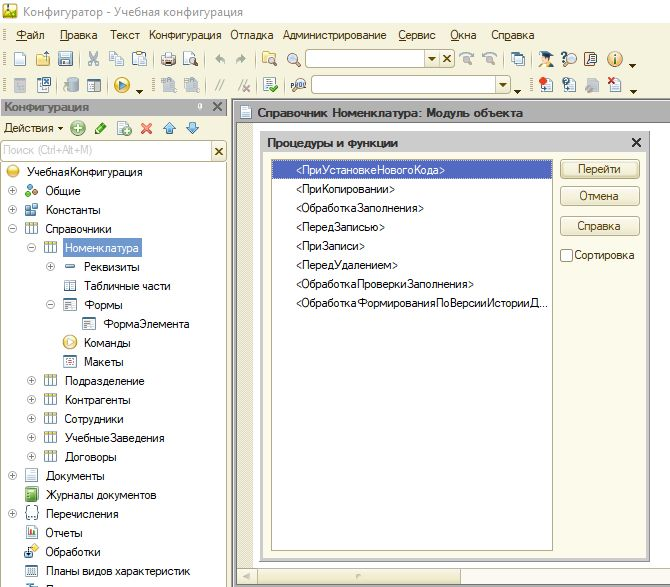 Конфигуратор - Учебная конфигурация
Файл Правка Текст Конфигурация Отладка Администрирование Сервис Окна Справка
Конфигурация
Действия
Поиск (Ctrl+Alt+M)
УчебнаяКонфигурация
Общие
Константы
Справочники
Номенклатура
Реквизиты
Табличные части
Формы
ФормаЭлемента
Команды
Макеты
Подразделение
Контрагенты
Сотрудники
УчебныеЗаведения
Договоры
Документы
Журналы документов
Перечисления
Отчеты
Обработки
Планы видов характеристик
Справочник Номенклатура: Модуль объекта
Процедуры и функции
<ПриУстановкеНовогоКода>
<ПриКопировании>
<ОбработкаЗаполнения>
<ПередЗаписью>
<ПриЗаписи>
<ПередУдалением>
<ОбработкаПроверкиЗаполнения>
<ОбработкаФормированияПоВерсииИсторииД...
Перейти
Отмена
Справка
Сортировка